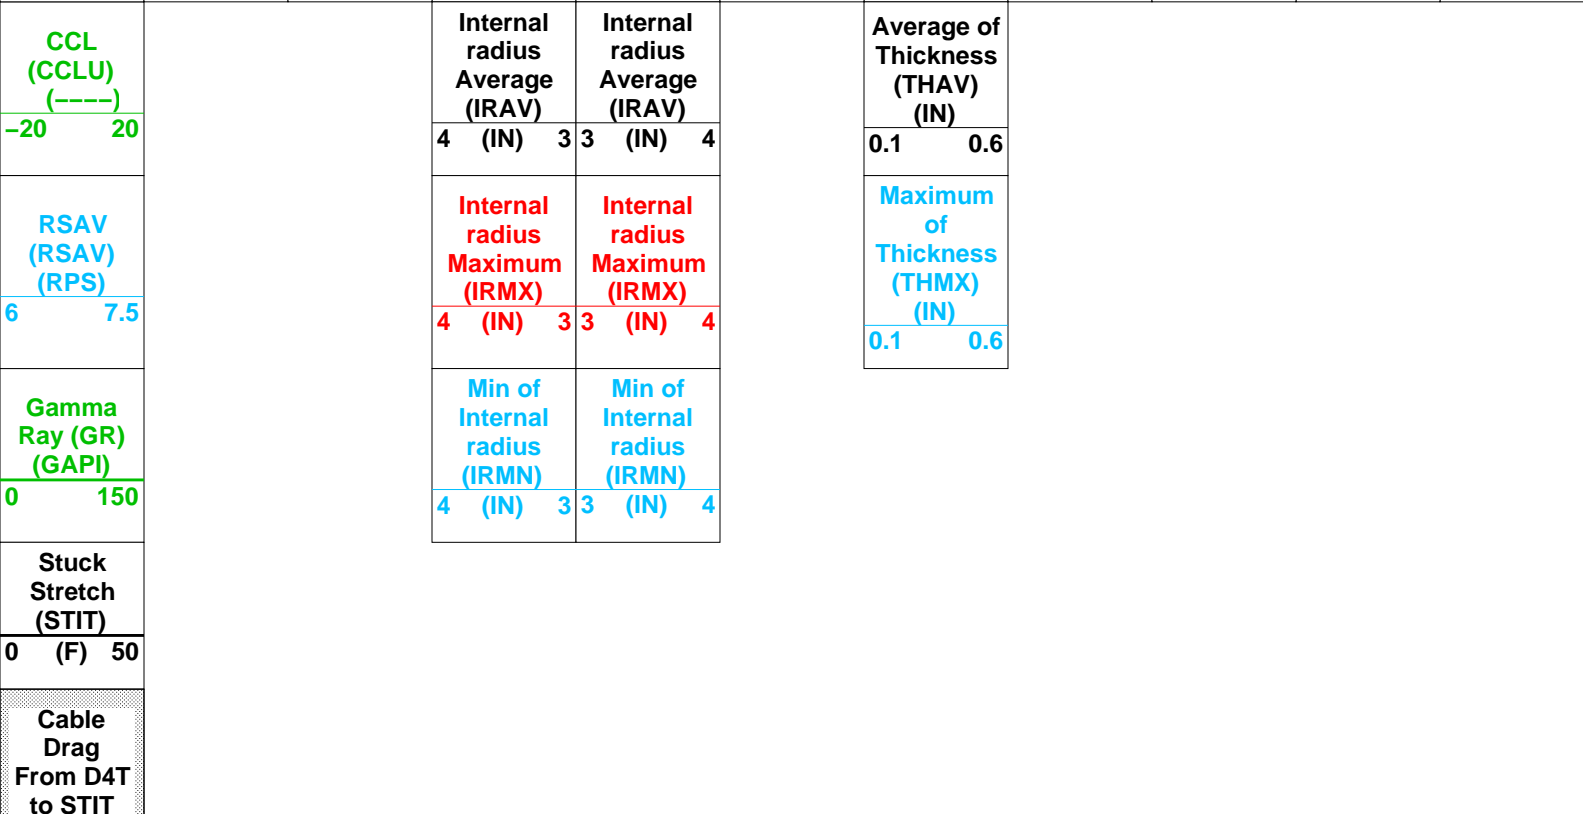 CCL
(CCLU)
(----)
-20 20
RSAV
(RSAV)
(RPS)
6 7.5
Gamma
Ray (GR)
(GAPI)
0 150
Stuck
Stretch
(STIT)
0 (F) 50
Cable
Drag
From D4T
to STIT
Internal
radius
Average
(IRAV)
4 (IN) 3
Internal
radius
Maximum
(IRMX)
4 (IN) 3
Min of
Internal
radius
(IRMN)
4 (IN) 3
Internal
radius
Average
(IRAV)
3 (IN) 4
Internal
radius
Maximum
(IRMX)
3 (IN) 4
Min of
Internal
radius
(IRMN)
3 (IN) 4
Average of
Thickness
(THAV)
(IN)
0.1 0.6
Maximum
of
Thickness
(THMX)
(IN)
0.1 0.6